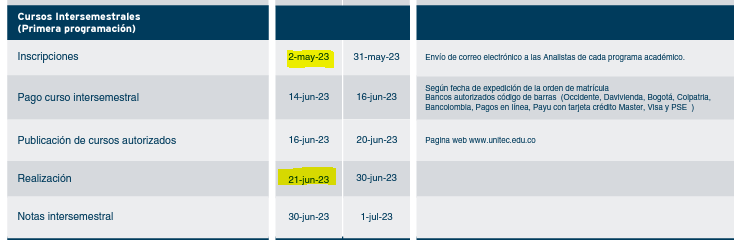 Cursos Intersemestrales
(Primera programación)
Inscripciones 2-may-23 31-may-23 Envío de correo electrónico a las Analistas de cada programa académico.
Pago curso intersemestral 14-jun-23 16-jun-23 Según fecha de expedición de la orden de matrícula
Bancos autorizados código de barras (Occidente, Davivienda, Bogotá, Colpatria,
Bancolombia, Pagos en línea, Payu con tarjeta crédito Master, Visa y PSE )
Publicación de cursos autorizados 16-jun-23 20-jun-23 Pagina web www.unitec.edu.co
Realización 21-jun-23 30-jun-23
Notas intersemestral 30-jun-23 1-jul-23